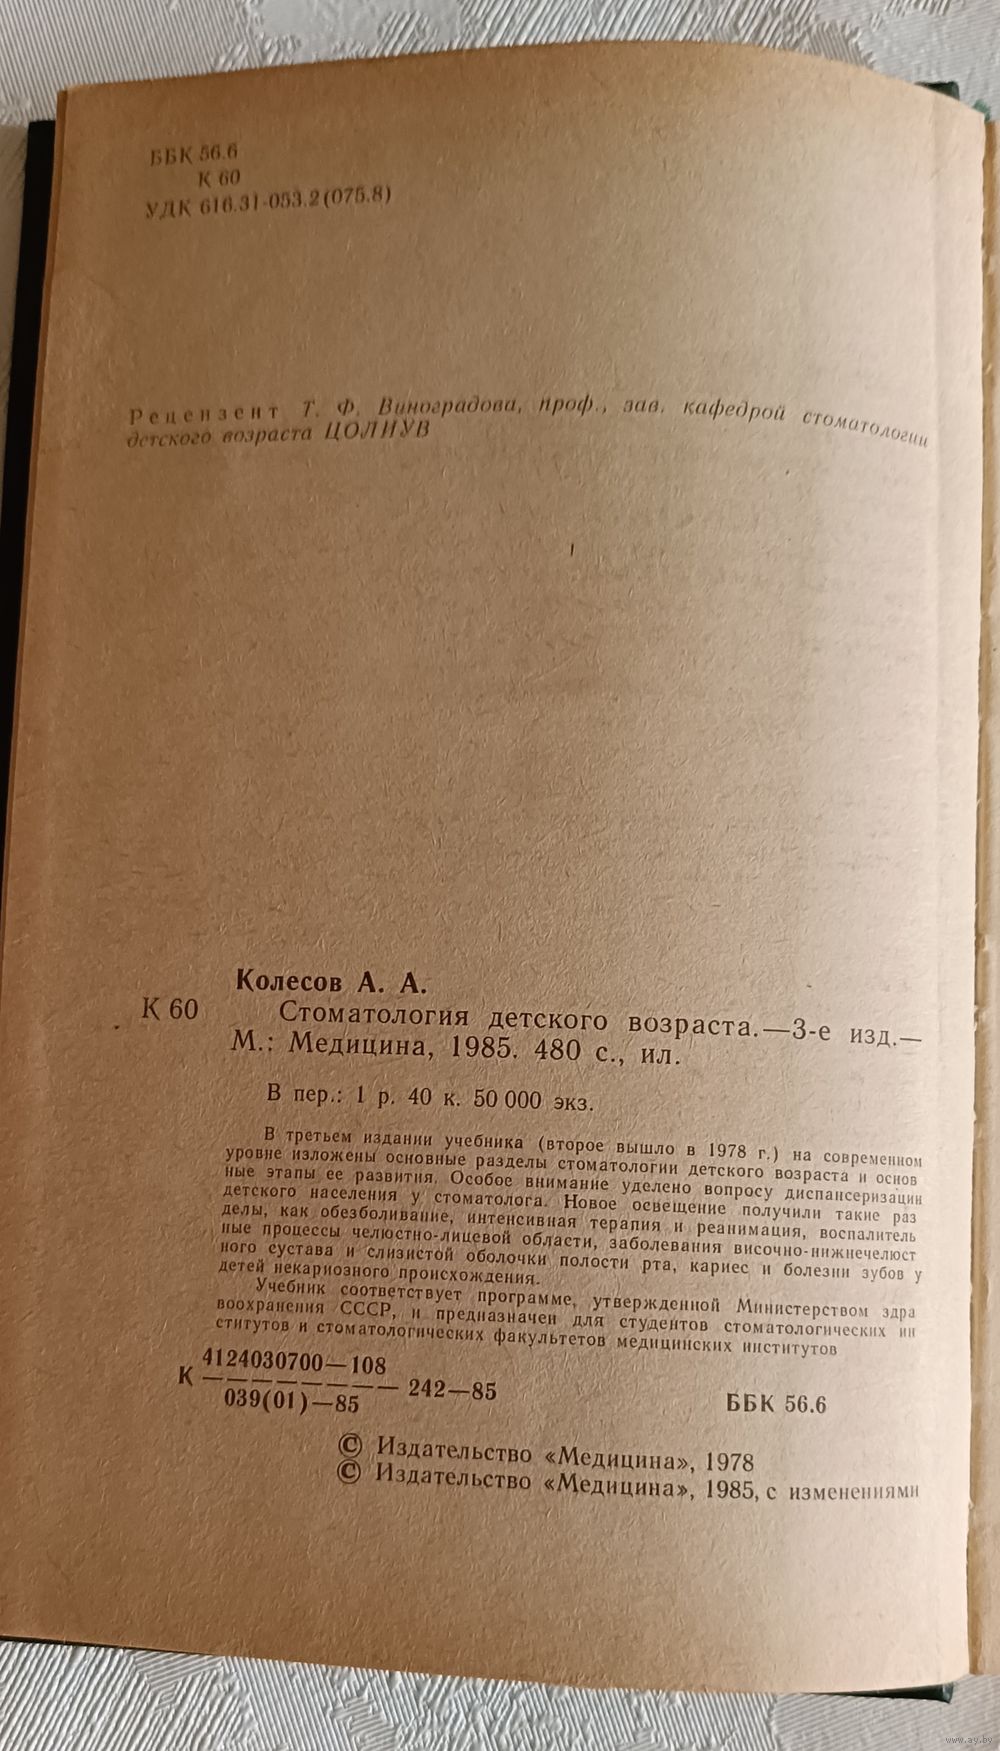 ББК 56.6
К 60
УДК 616.31-053.2(075.8)
Рецензент Т. Ф. Виноградова, проф., зав. кафедрой стоматологии
детского возраста ЦОЛИУВ
Колесов А. А.
К 60 Стоматология детского возраста.—3-е изд.—
М.: Медицина, 1985. 480 с., ил.
В пер.: 1 р. 40 к. 50 000 экз.
В третьем издании учебника (второе вышло в 1978 г.) на современном
уровне изложены основные разделы стоматологии детского возраста и основ
ные этапы ее развития. Особое внимание уделено вопросу диспансеризации
детского населения у стоматолога. Новое освещение получили такие раз
делы, как обезболивание, интенсивная терапия и реанимация, воспалитель
ные процессы челюстно-лицевой области, заболевания височно-нижнечелюст
ного сустава и слизистой оболочки полости рта, кариес и болезни зубов у
детей некариозного происхождения.
Учебник соответствует программе, утвержденной Министерством здра
воохранения СССР, и предназначен для студентов стоматологических ин
ститутов и стоматологических факультетов медицинских институтов
4124030700—108
К ———————— 242—85
039(01)—85
ББК 56.6
© Издательство «Медицина», 1978
© Издательство «Медицина», 1985, с изменениями
www.ay.by